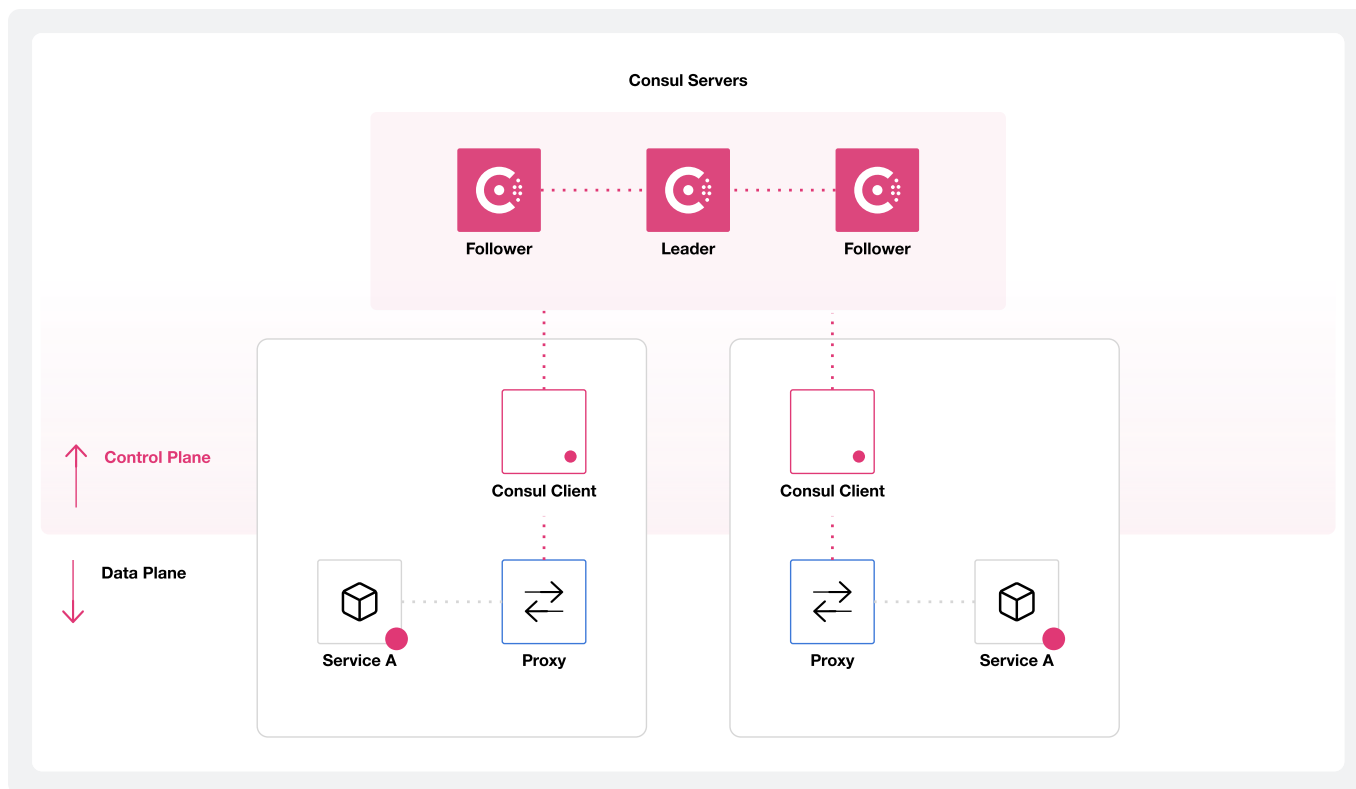 Consul Servers
Follower
Leader
Follower
Control Plane
Consul Client
Consul Client
Data Plane
Service A
Proxy
Proxy
Service A